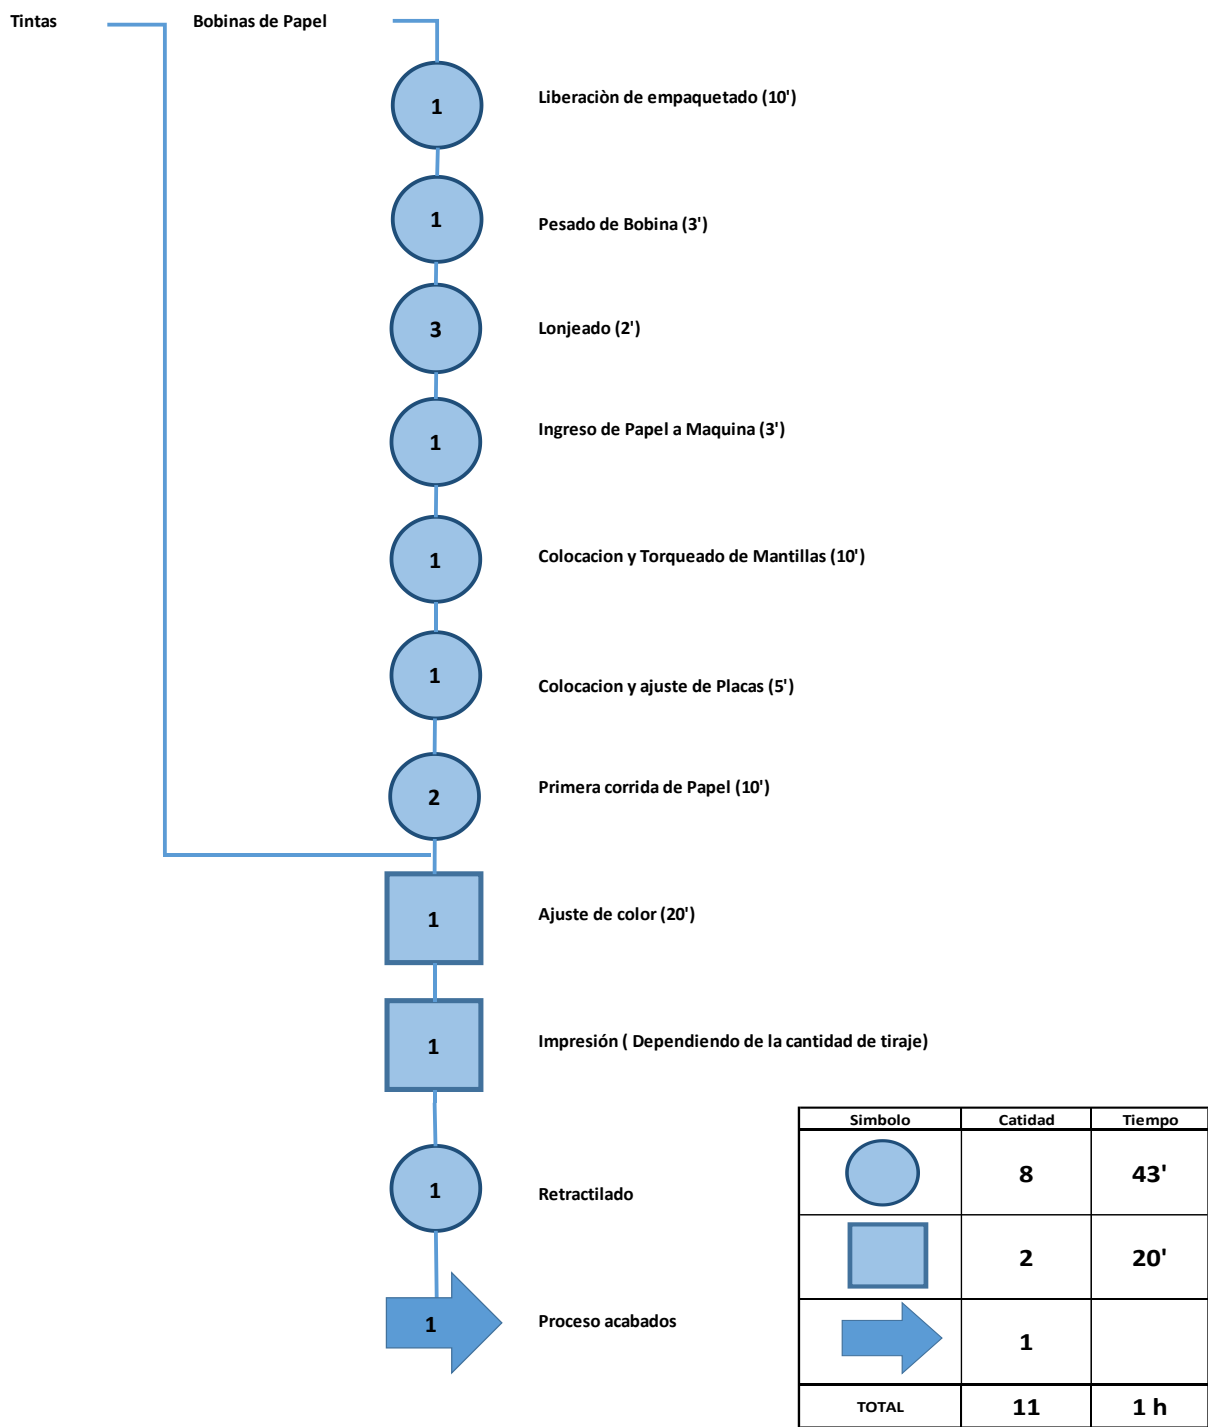 Tintas
Bobinas de Papel
1
Liberaciòn de empaquetado (10')
1
Pesado de Bobina (3')
3
Lonjeado (2')
1
Ingreso de Papel a Maquina (3')
1
Colocacion y Torqueado de Mantillas (10')
1
Colocacion y ajuste de Placas (5')
2
Primera corrida de Papel (10')
1
Ajuste de color (20')
1
Impresión ( Dependiendo de la cantidad de tiraje)
1
Retractilado
1
Proceso acabados
Simbolo Catidad Tiempo
8 43'
2 20'
1
TOTAL 11 1 h